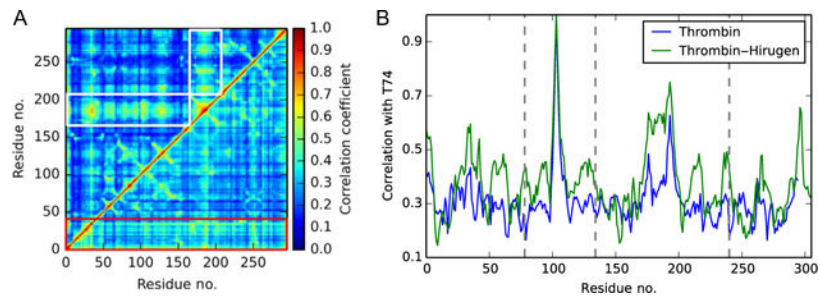 A
Residue no.
250
200
150
100
50
0
0 50 100 150 200 250
Residue no.
1.0
0.9
0.8
0.7
0.6
0.5
0.4
0.3
0.2
0.1
0.0
Correlation coefficient
B
Correlation with T74
0.9
0.7
0.5
0.3
0.1
0 50 100 150 200 250 300
Residue no.
Thrombin
Thrombin-Hirugen